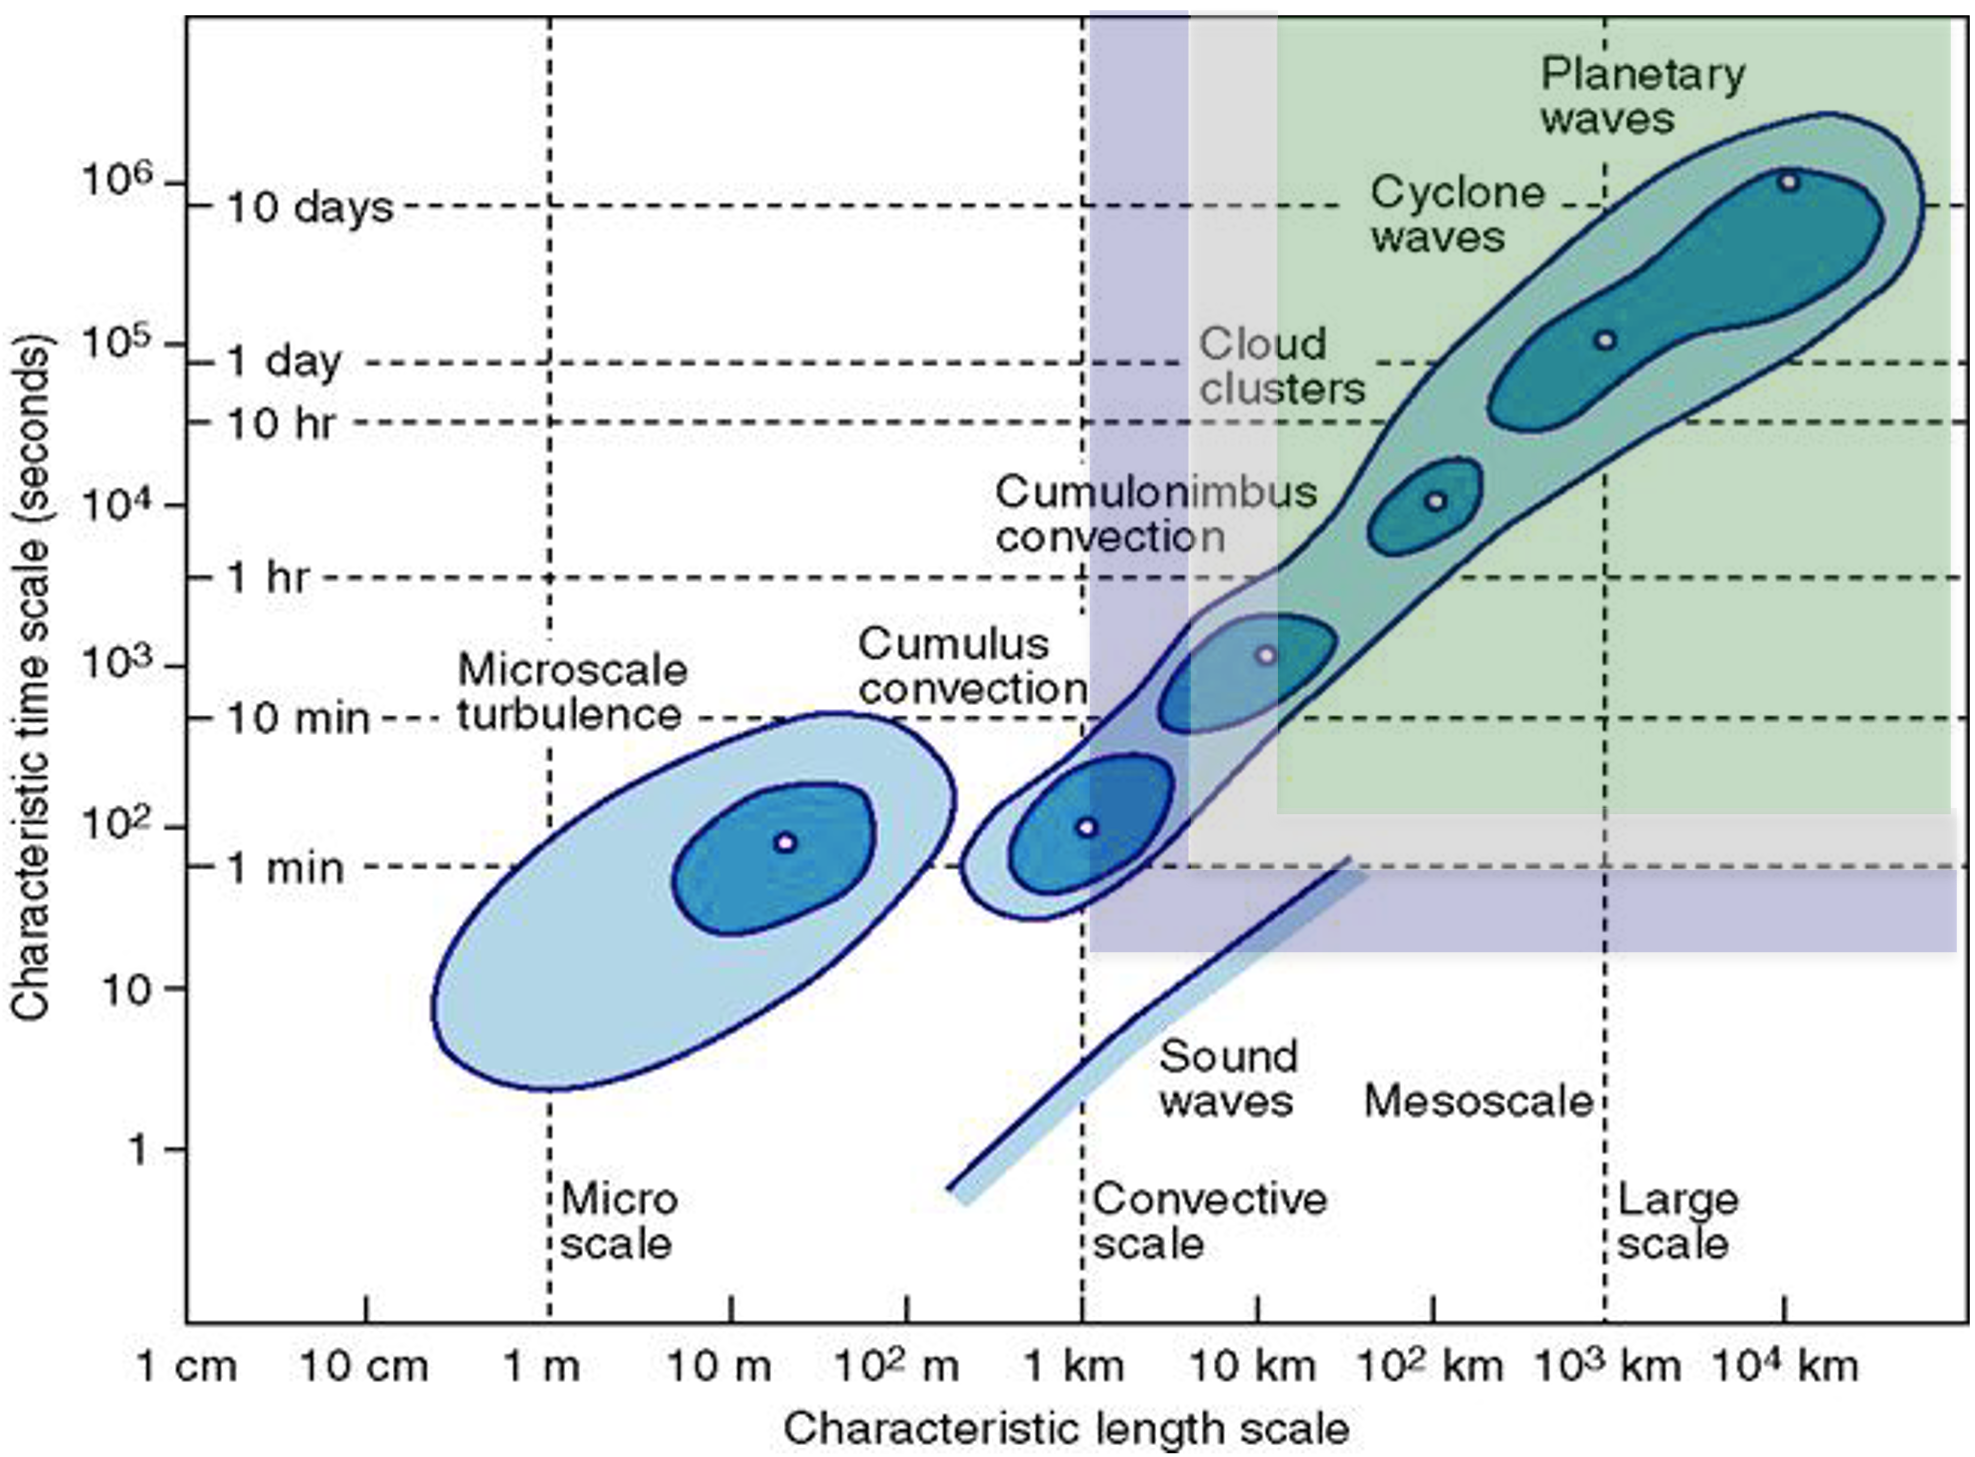 Planetary
waves
Cyclone
waves
Cloud
clusters
Cumulonimbus
convection
Cumulus
convection
Microscale
turbulence
Sound
waves
Mesoscale
Micro
scale
Convective
scale
Large
scale
10 days
1 day
10 hr
1 hr
10 min
1 min
Characteristic time scale (seconds)
10⁶
10⁵
10⁴
10³
10²
10
1
1 cm
10 cm
1 m
10 m
10² m
1 km
10 km
10² km
10³ km
10⁴ km
Characteristic length scale